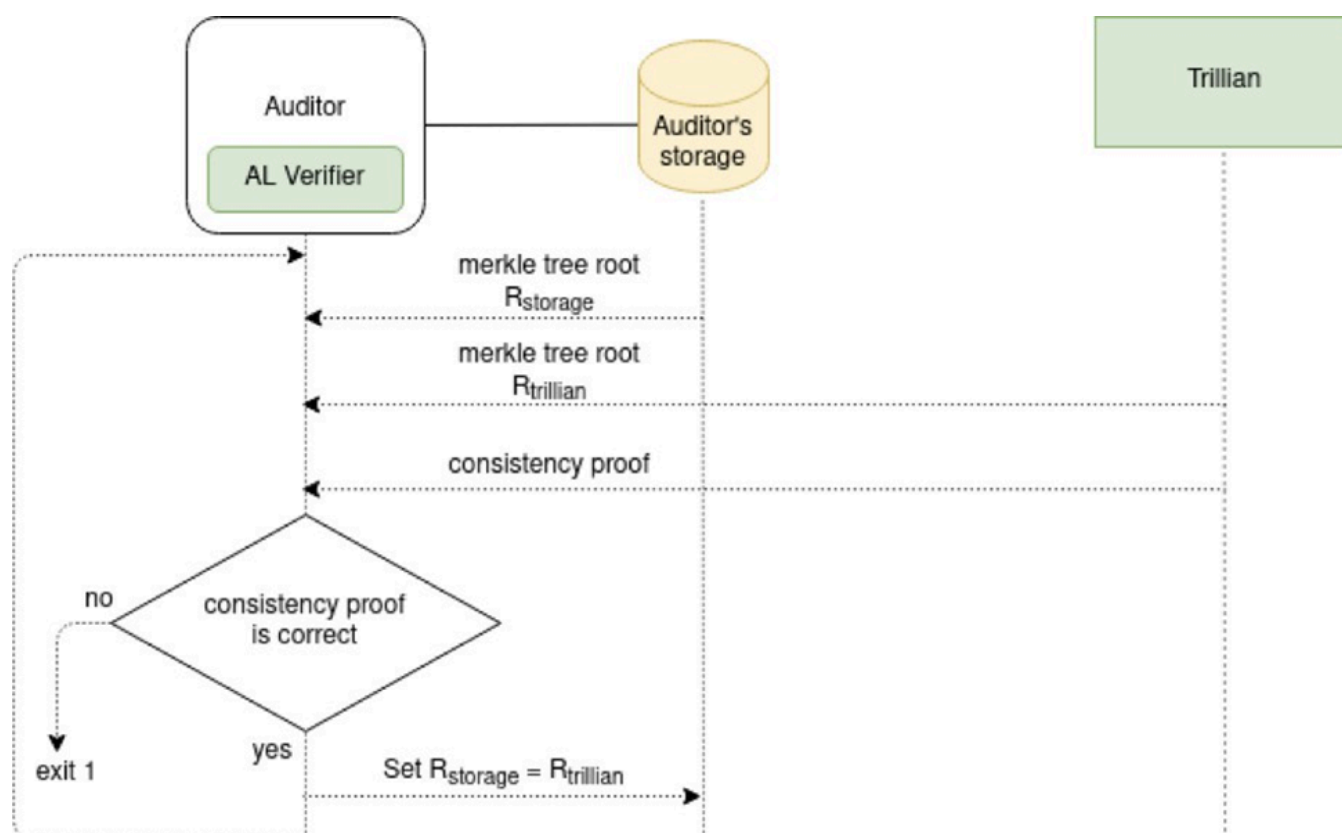 Auditor
AL Verifier
Auditor's
storage
Trillian
merkle tree root
Rstorage
merkle tree root
Rtrillian
consistency proof
no
consistency proof
is correct
yes
exit 1
Set Rstorage = Rtrillian